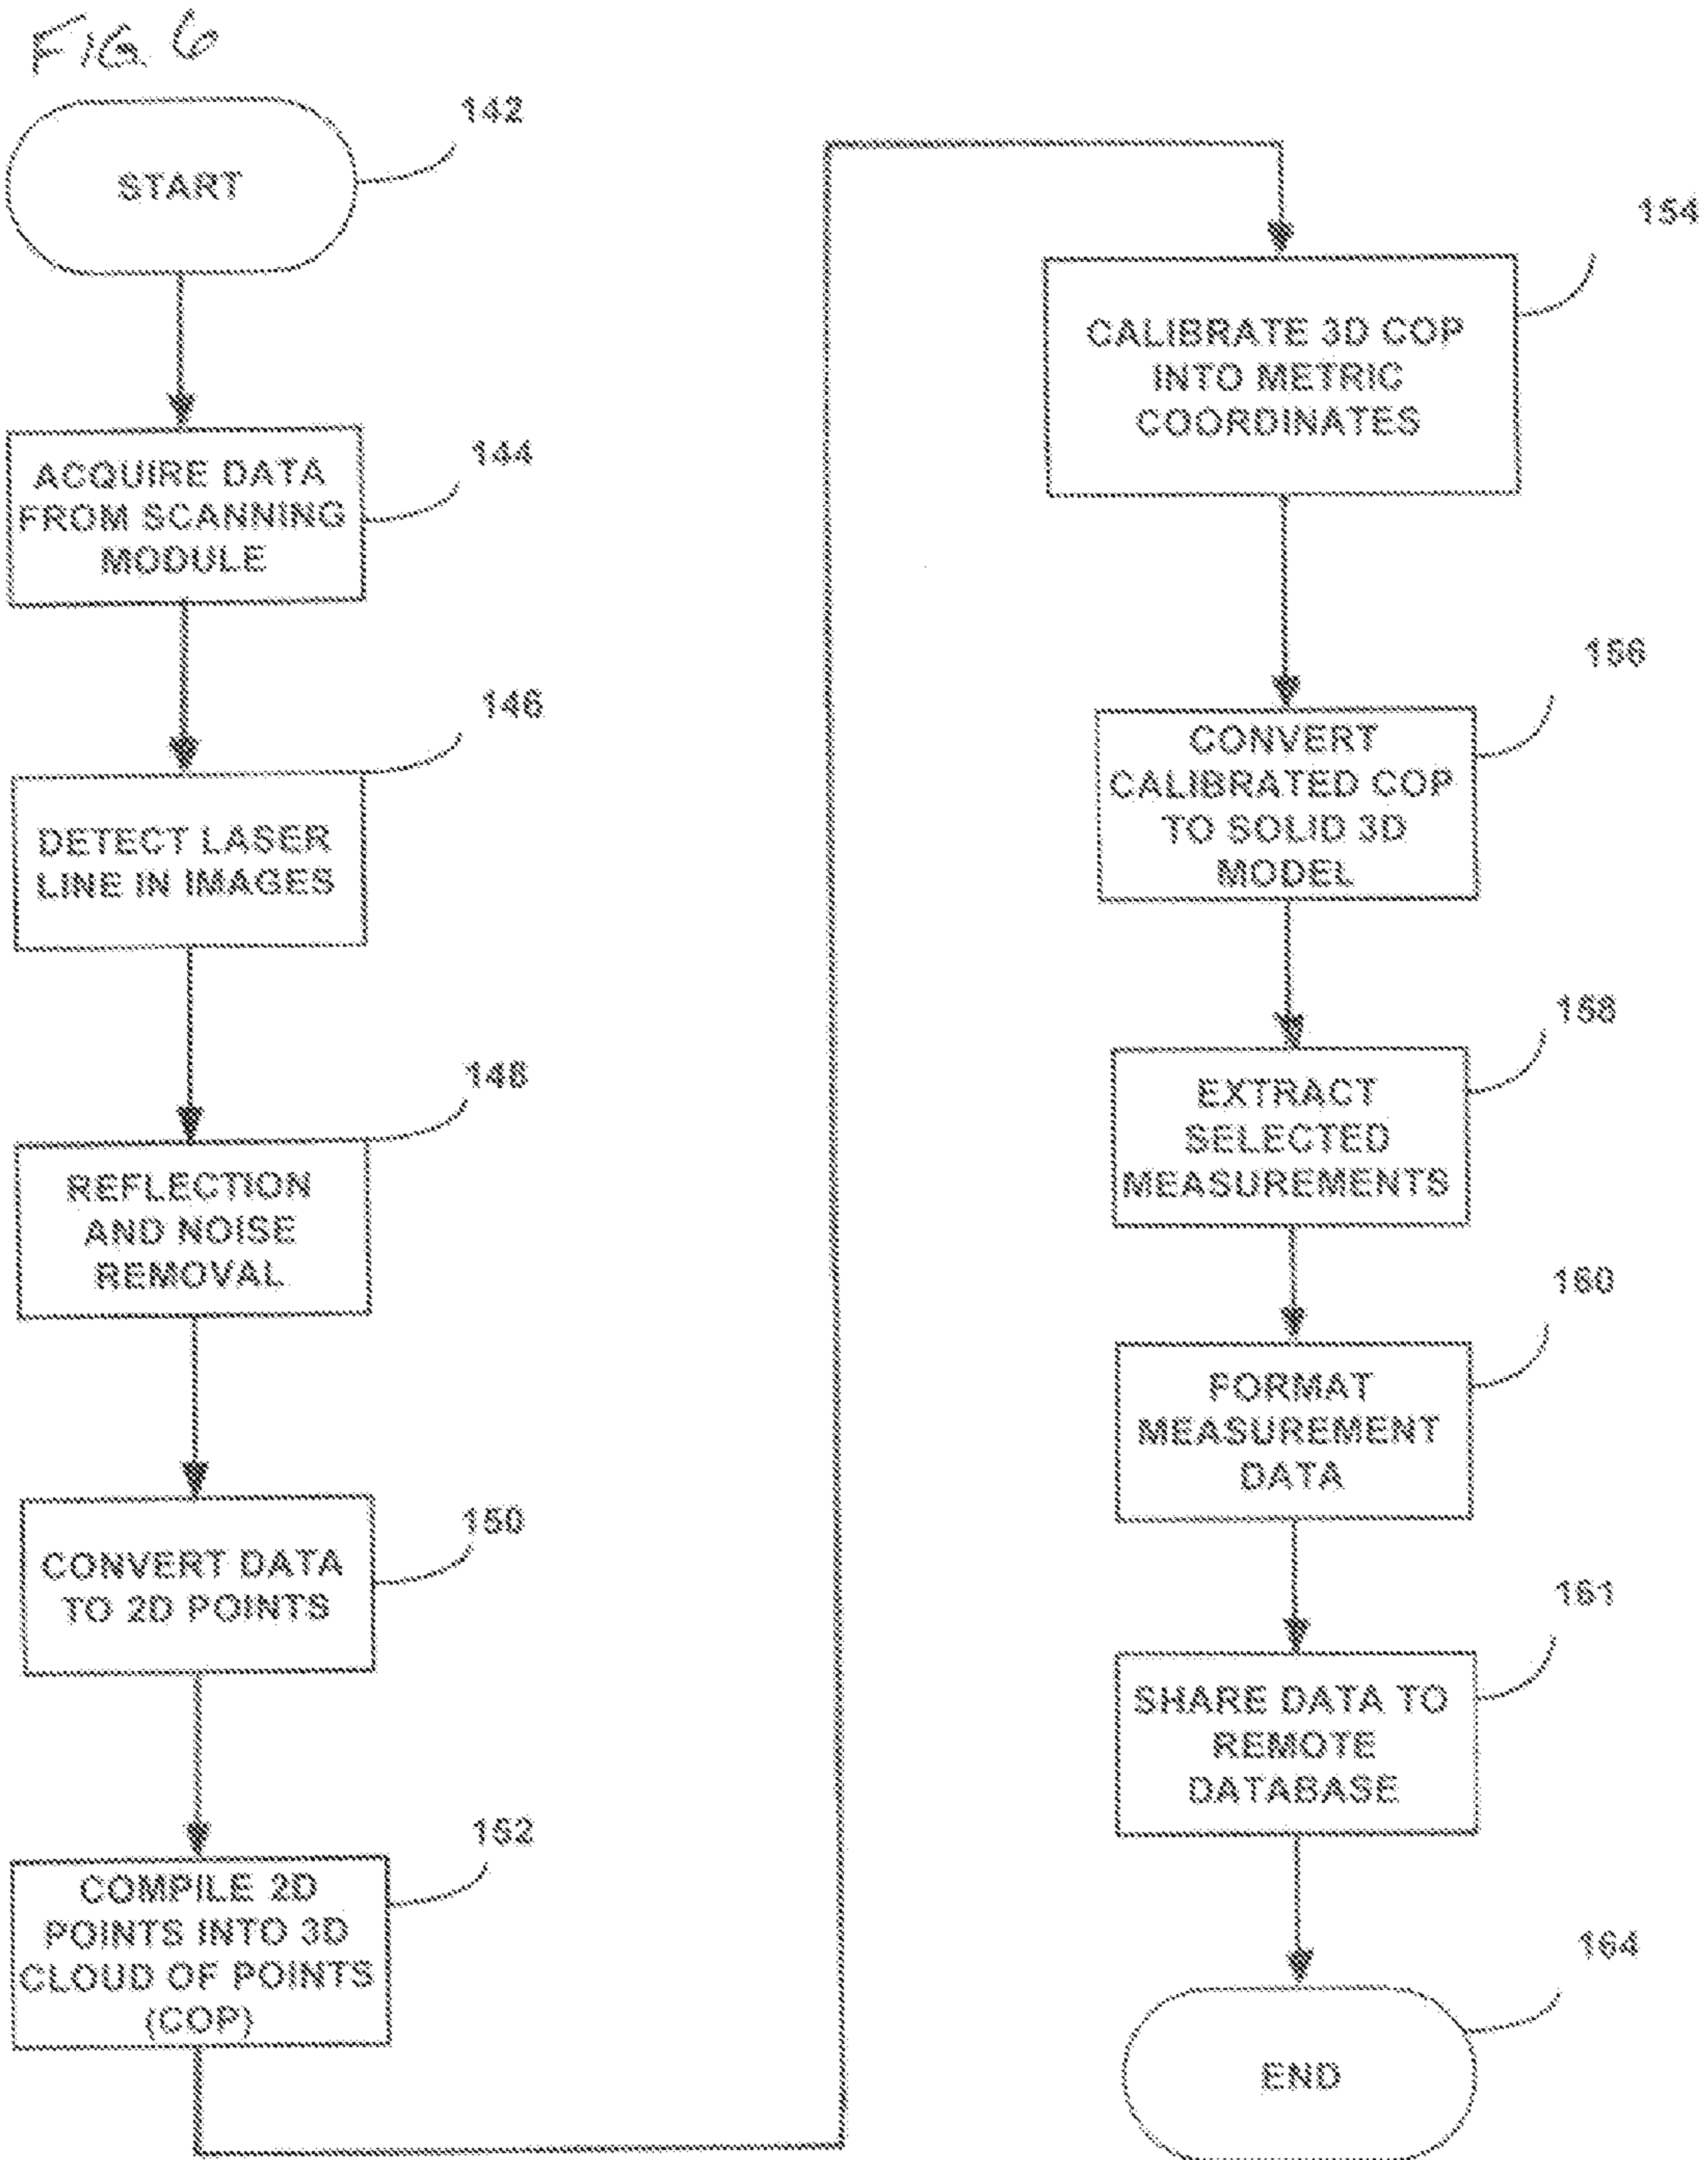 FIG. 6
142
START
144
ACQUIRE DATA
FROM SCANNING
MODULE
146
DETECT LASER
LINE IN IMAGES
148
REFLECTION
AND NOISE
REMOVAL
150
CONVERT DATA
TO 2D POINTS
152
COMPILE 2D
POINTS INTO 3D
CLOUD OF POINTS
(COP)
154
CALIBRATE 3D COP
INTO METRIC
COORDINATES
156
CONVERT
CALIBRATED COP
TO SOLID 3D
MODEL
158
EXTRACT
SELECTED
MEASUREMENTS
160
FORMAT
MEASUREMENT
DATA
161
SHARE DATA TO
REMOTE
DATABASE
164
END